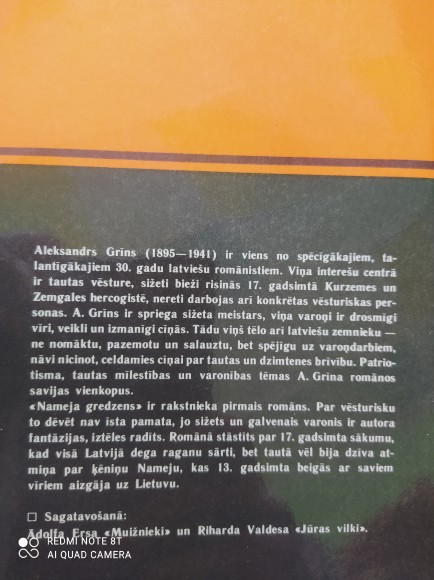 Aleksandrs Grīns (1895—1941) ir viens no spēcīgākajiem, ta-
lantīgākajiem 30. gadu latviešu romānistiem. Viņa interešu centrā
ir tautas vēsture, sižeti bieži risinās 17. gadsimtā Kurzemes un
Zemgales hercogistē, nereti darbojas arī konkrētas vēsturiskas per-
sonas. A. Grīns ir spriega sižeta meistars, viņa varoņi ir drosmīgi
vīri, veikli un izmanīgi cīņās. Tādu viņš tēlo arī latviešu zemnieku —
ne nomāktu, pazemotu un salauztu, bet spējīgu uz varoņdarbiem,
nāvi nicinot, celdamies cīņai par tautas un dzimtenes brīvību. Patrio-
tisma, tautas mīlestības un varonības tēmas A. Grīna romānos
savijas vienkopus.
«Nameja gredzens» ir rakstnieka pirmais romāns. Par vēsturisku
to dēvēt nav īsta pamata, jo sižets un galvenais varonis ir autora
fantāzijas, iztēles radīts. Romānā stāstīts par 17. gadsimta sākumu,
kad visā Latvijā dega raganu sārti, bet tautā vēl bija dzīva at-
miņa par ķēniņu Nameju, kas 13. gadsimta beigās ar saviem
vīriem aizgāja uz Lietuvu.
□ Sagatavošanā:
Ādolfa Ersa «Muižnieki» un Riharda Valdesa «Jūras vilki».
REDMI NOTE 8T
AI QUAD CAMERA